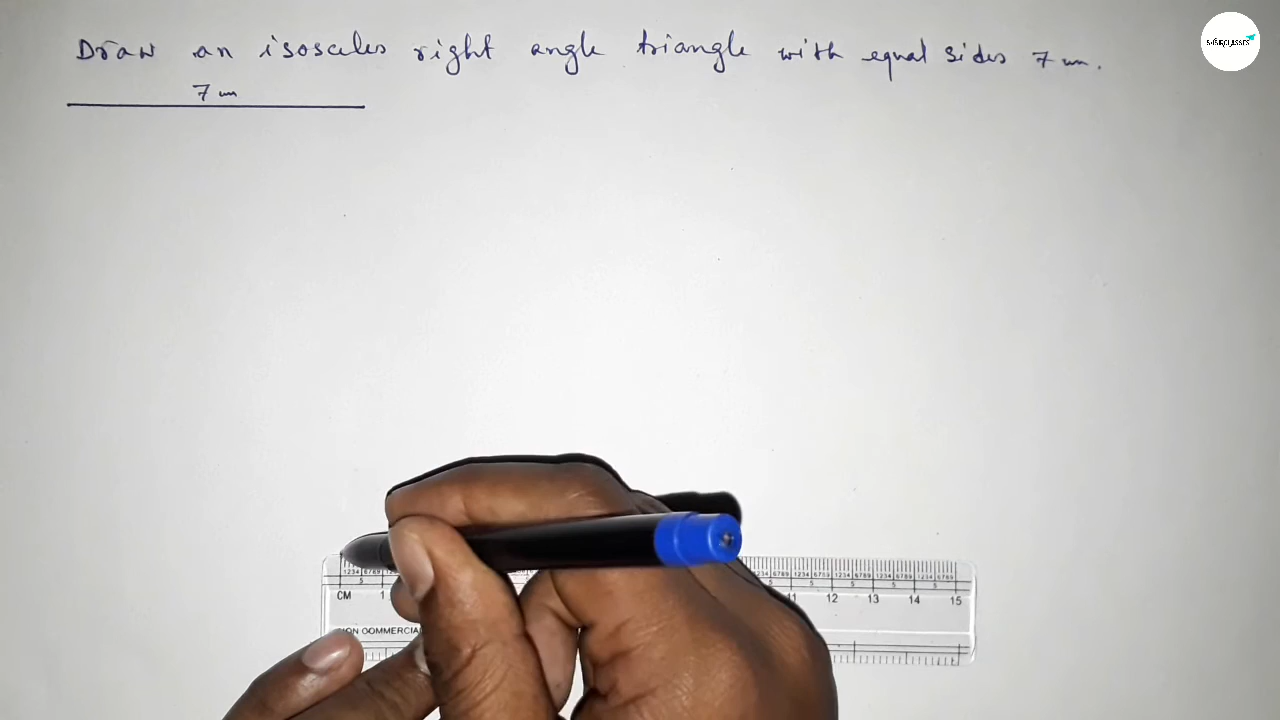 Draw an isosceles right angle triangle with equal sides 7 cm.
7 cm
CM 1 11 12 13 14 15